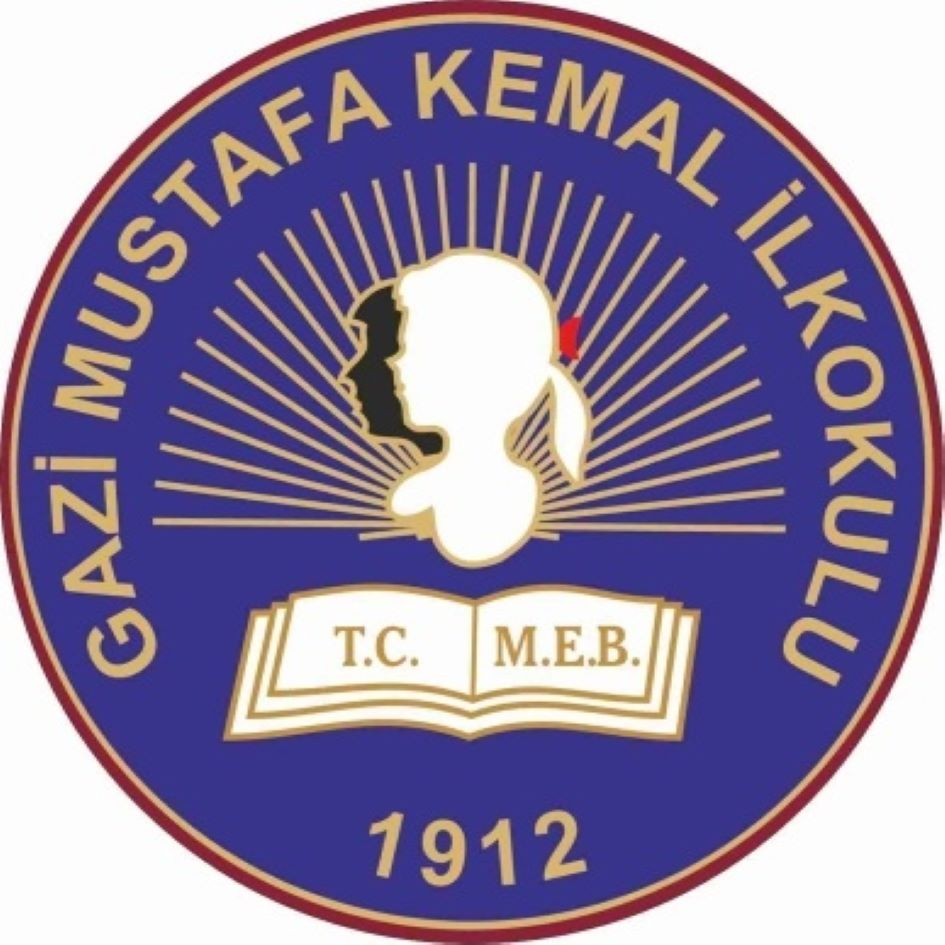 GAZİ MUSTAFA KEMAL İLKOKULU
T.C. M.E.B.
1912